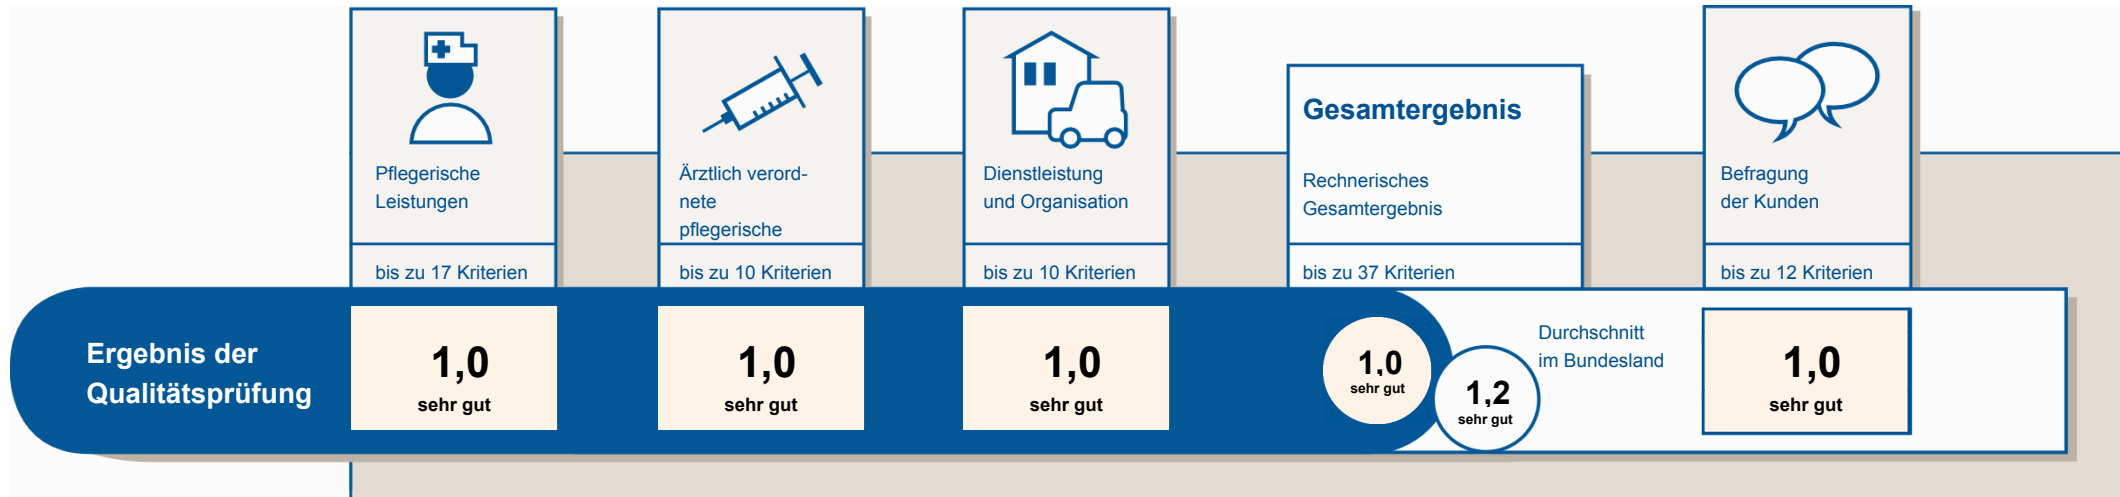 Pflegerische
Leistungen
bis zu 17 Kriterien
Ärztlich verord-
nete
pflegerische
bis zu 10 Kriterien
Dienstleistung
und Organisation
bis zu 10 Kriterien
Gesamtergebnis
Rechnerisches
Gesamtergebnis
bis zu 37 Kriterien
Befragung
der Kunden
bis zu 12 Kriterien
Ergebnis der
Qualitätsprüfung
1,0
sehr gut
1,0
sehr gut
1,0
sehr gut
1,0
sehr gut
1,2
sehr gut
Durchschnitt
im Bundesland
1,0
sehr gut